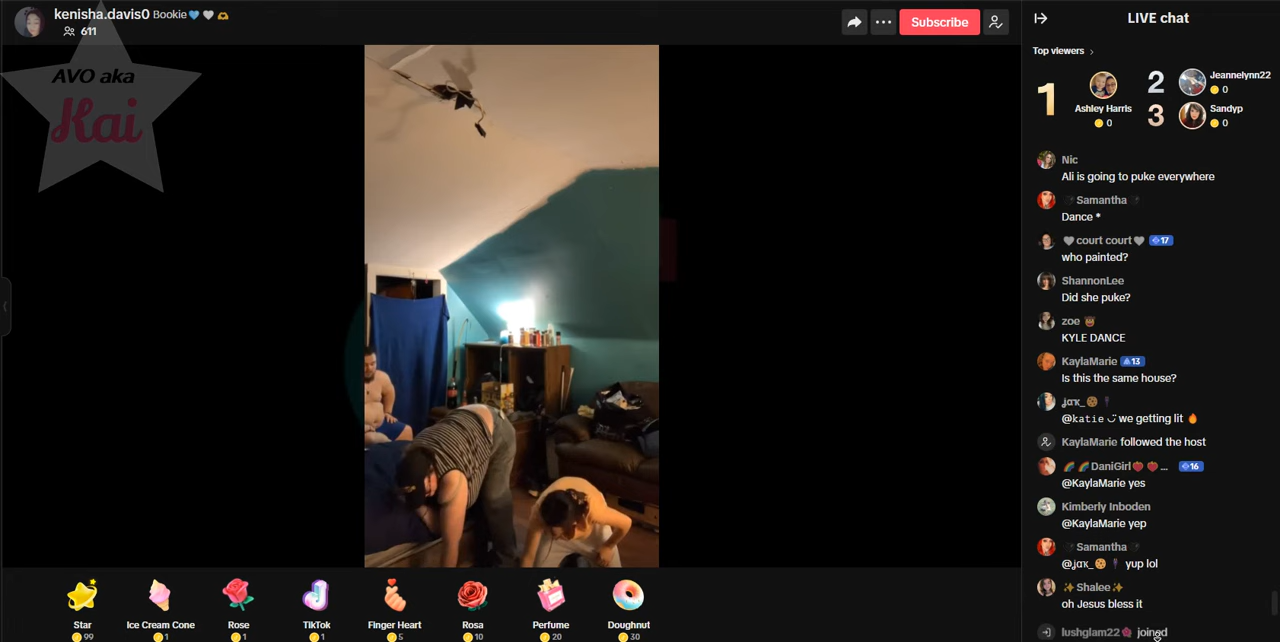 kenisha.davis0 Bookie💙🤍🫶
611
Subscribe
AVO aka
Kai
LIVE chat
Top viewers
1
Ashley Harris
0
2
Jeannelynn22
0
3
Sandyp
0
Nic
Ali is going to puke everywhere
Samantha
Dance *
🤍court court🤍 17
who painted?
ShannonLee
Did she puke?
zoe
KYLE DANCE
KaylaMarie 13
Is this the same house?
jακ_🍪
@katie ツ we getting lit 🔥
KaylaMarie followed the host
🌈🌈DaniGirl🍓🍓... 16
@KaylaMarie yes
Kimberly Inboden
@KaylaMarie yep
Samantha
@jακ_🍪 yup lol
✨Shalee✨
oh Jesus bless it
lushglam22🌺 joined
Star
99
Ice Cream Cone
1
Rose
1
TikTok
1
Finger Heart
5
Rosa
10
Perfume
20
Doughnut
30